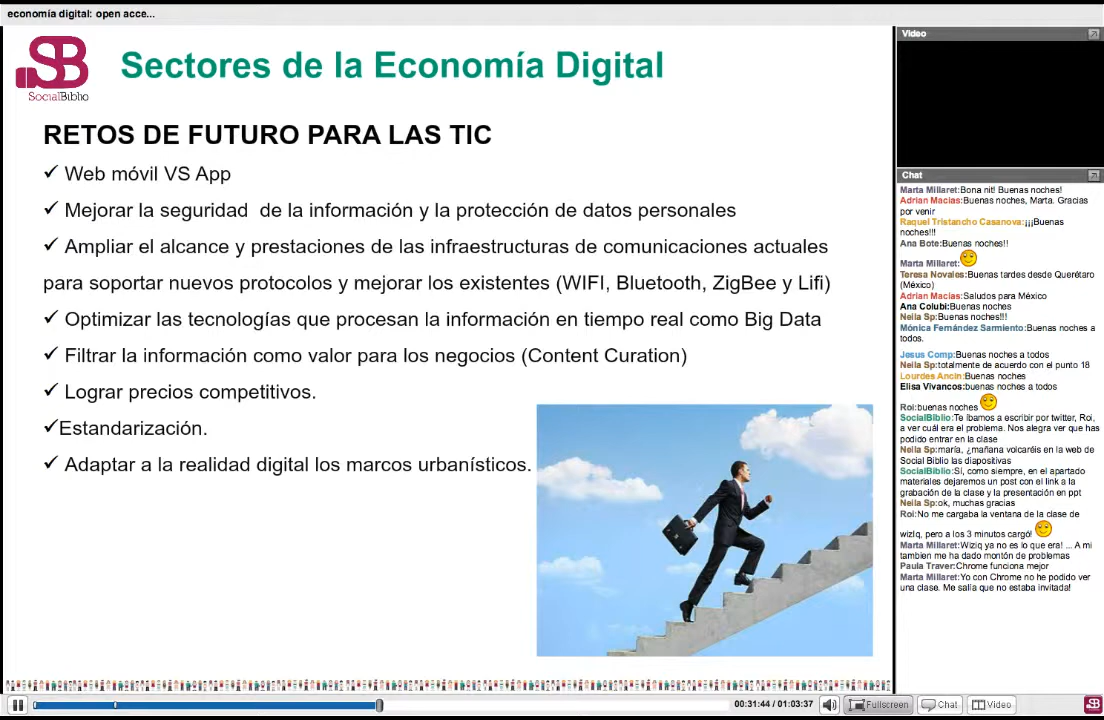 economía digital: open acce...
SB
SocialBiblio
Sectores de la Economía Digital
RETOS DE FUTURO PARA LAS TIC
✓ Web móvil VS App
✓ Mejorar la seguridad de la información y la protección de datos personales
✓ Ampliar el alcance y prestaciones de las infraestructuras de comunicaciones actuales
para soportar nuevos protocolos y mejorar los existentes (WIFI, Bluetooth, ZigBee y Lifi)
✓ Optimizar las tecnologías que procesan la información en tiempo real como Big Data
✓ Filtrar la información como valor para los negocios (Content Curation)
✓ Lograr precios competitivos.
✓Estandarización.
✓ Adaptar a la realidad digital los marcos urbanísticos.
Video
Chat
Marta Millaret:Bona nit! Buenas noches!
Adrian Macias:Buenas noches, Marta. Gracias
por venir
Raquel Tristancho Casanova:¡¡¡Buenas
noches!!!
Ana Bote:Buenas noches!!
Marta Millaret:
Teresa Novales:Buenas tardes desde Querétaro
(México)
Adrian Macias:Saludos para México
Ana Colubi:Buenas noches
Neila Sp:Buenas noches!!!
Mónica Fernández Sarmiento:Buenas noches a
todos.
Jesus Comp:Buenas noches a todos
Neila Sp:totalmente de acuerdo con el punto 18
Lourdes Ancin:Buenas noches
Elisa Vivancos:buenas noches a todos
Roi:buenas noches
SocialBiblio:Te íbamos a escribir por twitter, Roi,
a ver cuál era el problema. Nos alegra ver que has
podido entrar en la clase
Neila Sp:maría, ¿mañana volcaréis en la web de
Social Biblio las diapositivas
SocialBiblio:Sí, como siempre, en el apartado
materiales dejaremos un post con el link a la
grabación de la clase y la presentación en ppt
Neila Sp:ok, muchas gracias
Roi:No me cargaba la ventana de la clase de
wizIq, pero a los 3 minutos cargó!
Marta Millaret:Wiziq ya no es lo que era! ... A mi
tambien me ha dado montón de problemas
Paula Traver:Chrome funciona mejor
Marta Millaret:Yo con Chrome no he podido ver
una clase. Me salia que no estaba invitada!
00:31:44 / 01:03:37
Fullscreen
Chat
Video
SB